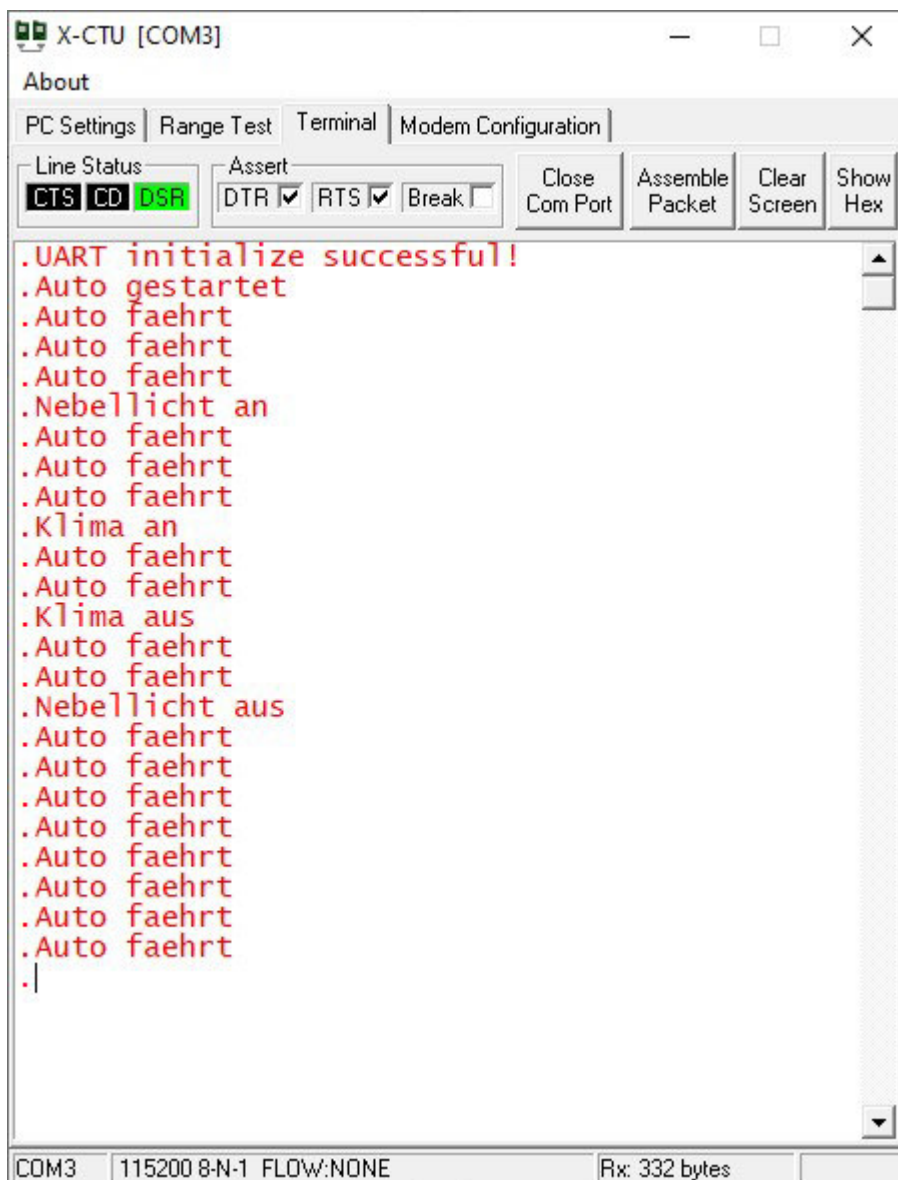 X-CTU [COM3]
About
PC Settings Range Test Terminal Modem Configuration
Line Status Assert
CTS CD DSR DTR RTS Break Close Com Port Assemble Packet Clear Screen Show Hex
.UART initialize successful!
.Auto gestartet
.Auto faehrt
.Auto faehrt
.Auto faehrt
.Nebellicht an
.Auto faehrt
.Auto faehrt
.Auto faehrt
.Klima an
.Auto faehrt
.Auto faehrt
.Klima aus
.Auto faehrt
.Auto faehrt
.Nebellicht aus
.Auto faehrt
.Auto faehrt
.Auto faehrt
.Auto faehrt
.Auto faehrt
.Auto faehrt
.Auto faehrt
.Auto faehrt
.
COM3 115200 8-N-1 FLOW:NONE Rx: 332 bytes